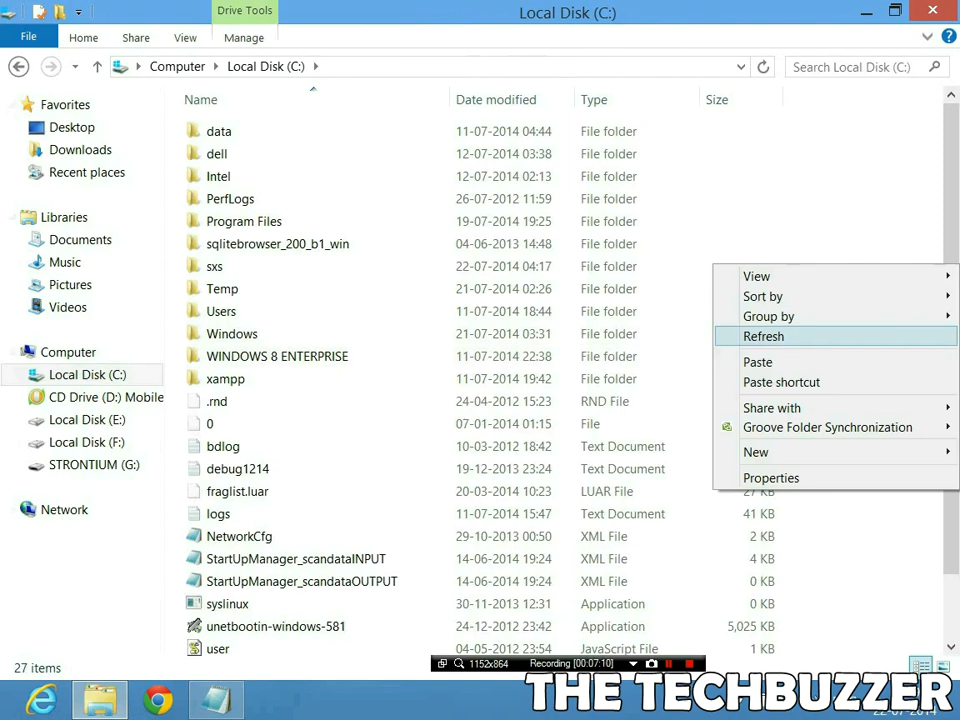 Drive Tools
Local Disk (C:)
File Home Share View Manage
Computer Local Disk (C:) Search Local Disk (C:)
Name Date modified Type Size
Favorites
Desktop
Downloads
Recent places
Libraries
Documents
Music
Pictures
Videos
Computer
Local Disk (C:)
CD Drive (D:) Mobile
Local Disk (E:)
Local Disk (F:)
STRONTIUM (G:)
Network
data 11-07-2014 04:44 File folder
dell 12-07-2014 03:38 File folder
Intel 12-07-2014 02:13 File folder
PerfLogs 26-07-2012 11:59 File folder
Program Files 19-07-2014 19:25 File folder
sqlitebrowser_200_b1_win 04-06-2013 14:48 File folder
sxs 22-07-2014 04:17 File folder
Temp 21-07-2014 02:26 File folder
Users 11-07-2014 18:44 File folder
Windows 21-07-2014 03:31 File folder
WINDOWS 8 ENTERPRISE 11-07-2014 22:38 File folder
xampp 11-07-2014 19:42 File folder
.rnd 24-04-2012 15:23 RND File
0 07-01-2014 01:15 File
bdlog 10-03-2012 18:42 Text Document
debug1214 19-12-2013 23:24 Text Document
fraglist.luar 20-03-2014 10:23 LUAR File 27 KB
logs 11-07-2014 15:47 Text Document 41 KB
NetworkCfg 29-10-2013 00:50 XML File 2 KB
StartUpManager_scandataINPUT 14-06-2014 19:24 XML File 4 KB
StartUpManager_scandataOUTPUT 14-06-2014 19:24 XML File 0 KB
syslinux 30-11-2013 12:31 Application 0 KB
unetbootin-windows-581 24-12-2012 23:42 Application 5,025 KB
user 04-05-2012 23:54 JavaScript File 1 KB
View
Sort by
Group by
Refresh
Paste
Paste shortcut
Share with
Groove Folder Synchronization
New
Properties
27 items
1152x864 Recording [00:07:10]
THE TECHBUZZER